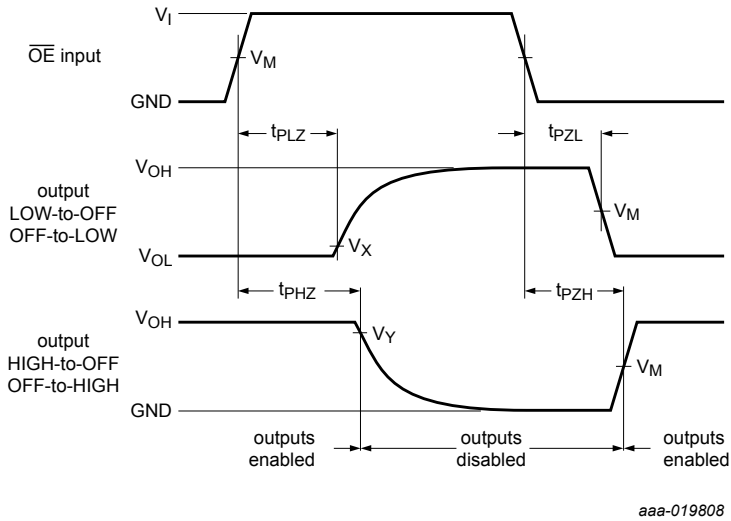 V_I
O̅E̅ input
V_M
GND
t_PLZ
t_PZL
V_OH
output
LOW-to-OFF
OFF-to-LOW
V_M
V_X
V_OL
t_PHZ
t_PZH
V_OH
output
HIGH-to-OFF
OFF-to-HIGH
V_Y
V_M
GND
outputs
enabled
outputs
disabled
outputs
enabled
aaa-019808